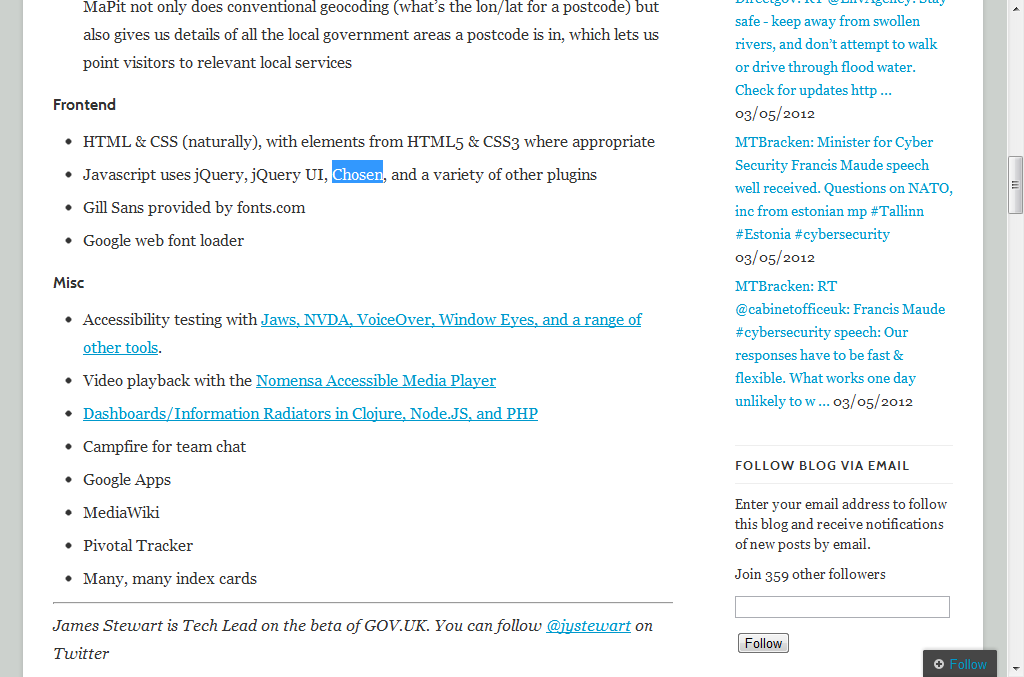 MaPit not only does conventional geocoding (what's the lon/lat for a postcode) but
also gives us details of all the local government areas a postcode is in, which lets us
point visitors to relevant local services
Frontend
HTML & CSS (naturally), with elements from HTML5 & CSS3 where appropriate
Javascript uses jQuery, jQuery UI, Chosen, and a variety of other plugins
Gill Sans provided by fonts.com
Google web font loader
Misc
Accessibility testing with Jaws, NVDA, VoiceOver, Window Eyes, and a range of
other tools.
Video playback with the Nomensa Accessible Media Player
Dashboards/Information Radiators in Clojure, Node.JS, and PHP
Campfire for team chat
Google Apps
MediaWiki
Pivotal Tracker
Many, many index cards
James Stewart is Tech Lead on the beta of GOV.UK. You can follow @jystewart on
Twitter
Directgov: RT @EnvAgency: Stay
safe - keep away from swollen
rivers, and don't attempt to walk
or drive through flood water.
Check for updates http ...
03/05/2012
MTBracken: Minister for Cyber
Security Francis Maude speech
well received. Questions on NATO,
inc from estonian mp #Tallinn
#Estonia #cybersecurity
03/05/2012
MTBracken: RT
@cabinetofficeuk: Francis Maude
#cybersecurity speech: Our
responses have to be fast &
flexible. What works one day
unlikely to w ... 03/05/2012
FOLLOW BLOG VIA EMAIL
Enter your email address to follow
this blog and receive notifications
of new posts by email.
Join 359 other followers
Follow
Follow